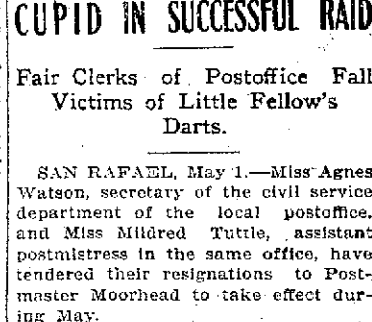 CUPID IN SUCCESSFUL RAID
Fair Clerks of Postoffice Fall
Victims of Little Fellow's
Darts.
SAN RAFAEL, May 1.—Miss Agnes
Watson, secretary of the civil service
department of the local postoffice,
and Miss Mildred Tuttle, assistant
postmistress in the same office, have
tendered their resignations to Post-
master Moorhead to take effect dur-
ing May.